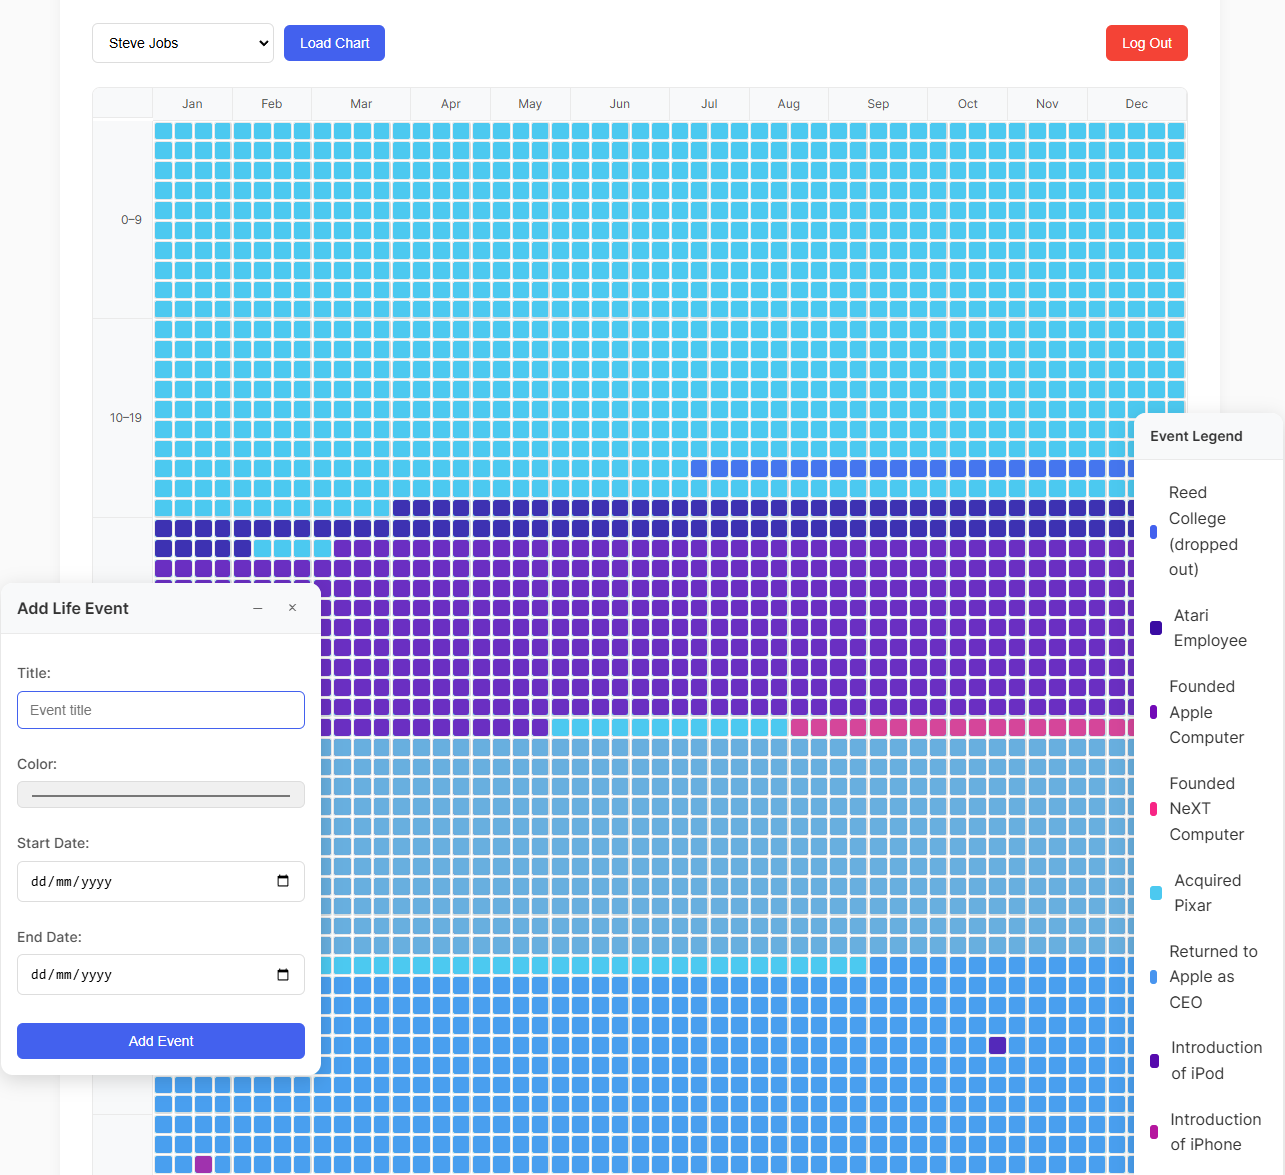 Steve Jobs
Load Chart
Log Out
Jan Feb Mar Apr May Jun Jul Aug Sep Oct Nov Dec
0–9
10–19
Event Legend
Reed
College
(dropped
out)
Atari
Employee
Founded
Apple
Computer
Founded
NeXT
Computer
Acquired
Pixar
Returned to
Apple as
CEO
Introduction
of iPod
Introduction
of iPhone
Add Life Event
Title:
Event title
Color:
Start Date:
dd/mm/yyyy
End Date:
dd/mm/yyyy
Add Event